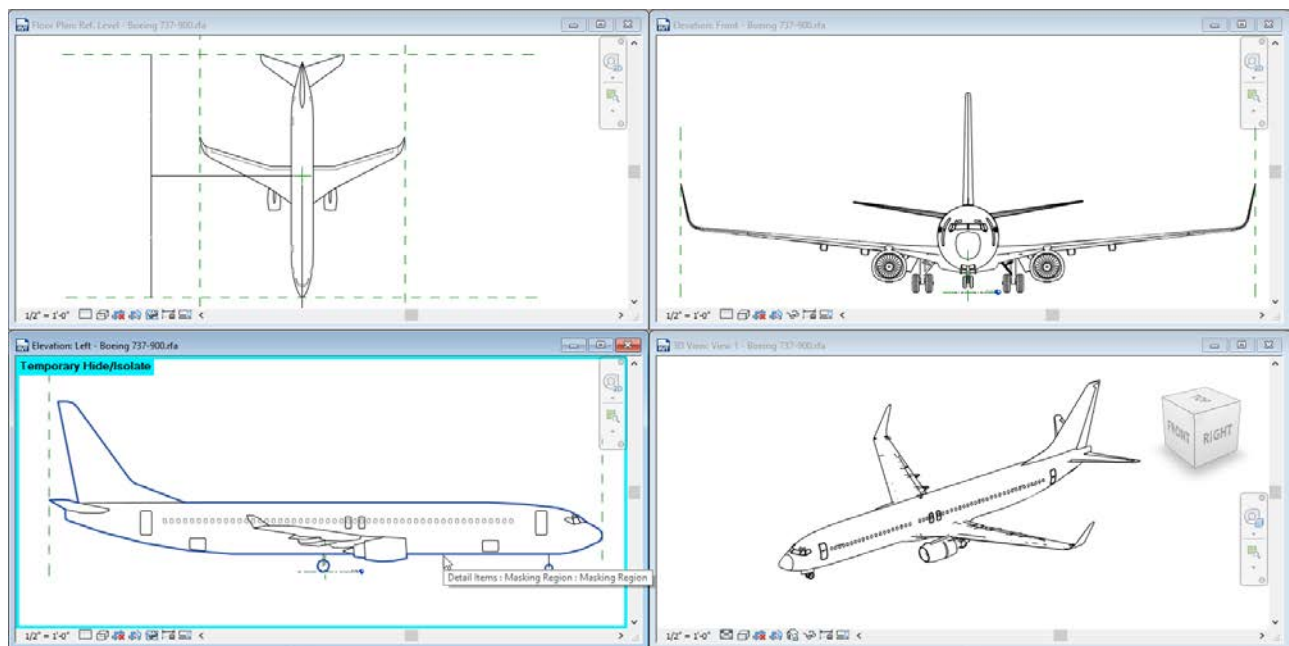 Floor Plan: Ref. Level - Boeing 737-900.rfa
1/2" = 1'-0"
Elevation: Front - Boeing 737-900.rfa
1/2" = 1'-0"
Elevation: Left - Boeing 737-900.rfa
Temporary Hide/Isolate
Detail Items : Masking Region : Masking Region
1/2" = 1'-0"
3D View: View 1 - Boeing 737-900.rfa
TOP
FRONT
RIGHT
1/2" = 1'-0"